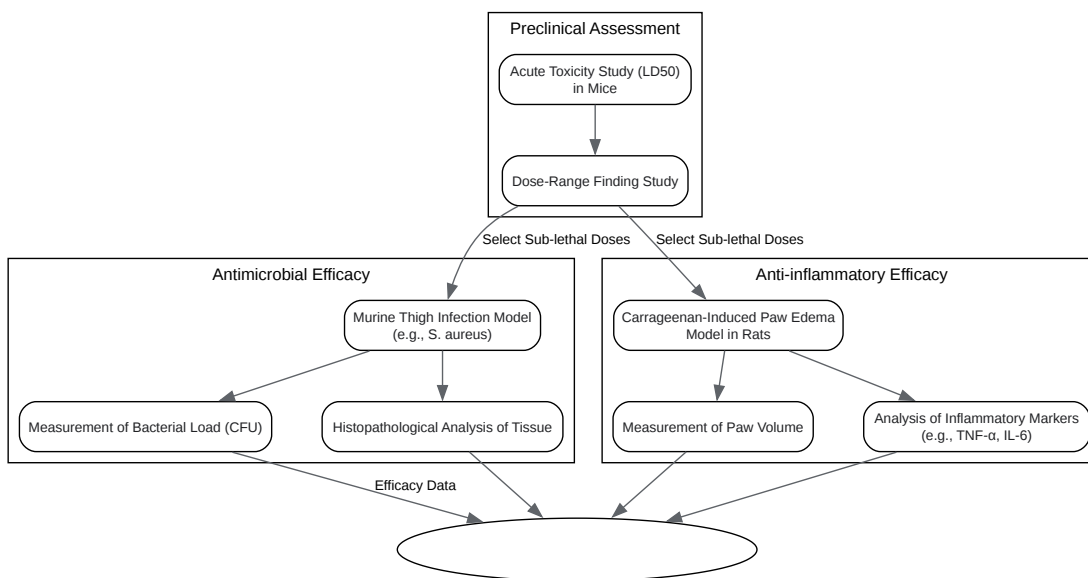 Preclinical Assessment
Acute Toxicity Study (LD50)
in Mice
Dose-Range Finding Study
Select Sub-lethal Doses
Select Sub-lethal Doses
Antimicrobial Efficacy
Murine Thigh Infection Model
(e.g., S. aureus)
Measurement of Bacterial Load (CFU)
Histopathological Analysis of Tissue
Anti-inflammatory Efficacy
Carrageenan-Induced Paw Edema
Model in Rats
Measurement of Paw Volume
Analysis of Inflammatory Markers
(e.g., TNF-α, IL-6)
Efficacy Data